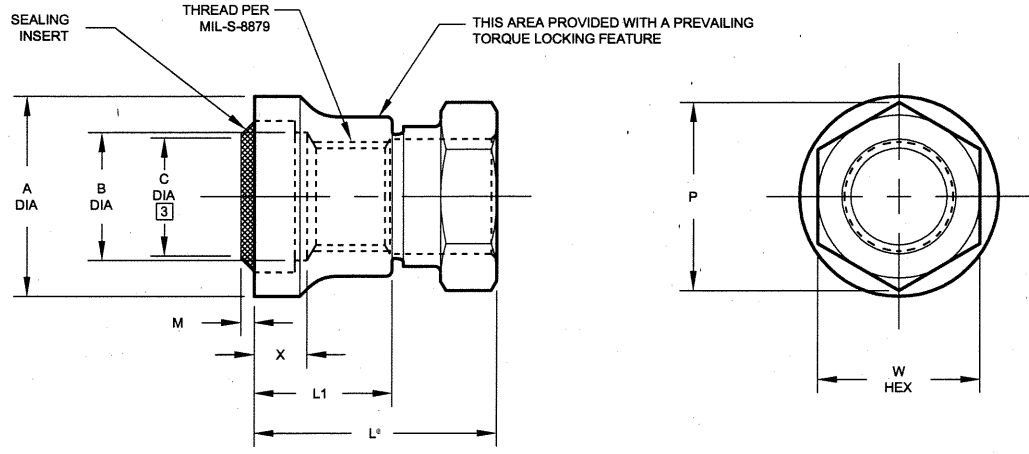 SEALING
INSERT
THREAD PER
MIL-S-8879
THIS AREA PROVIDED WITH A PREVAILING
TORQUE LOCKING FEATURE
A
DIA
B
DIA
C
DIA
3
M
X
L1
L
P
W
HEX